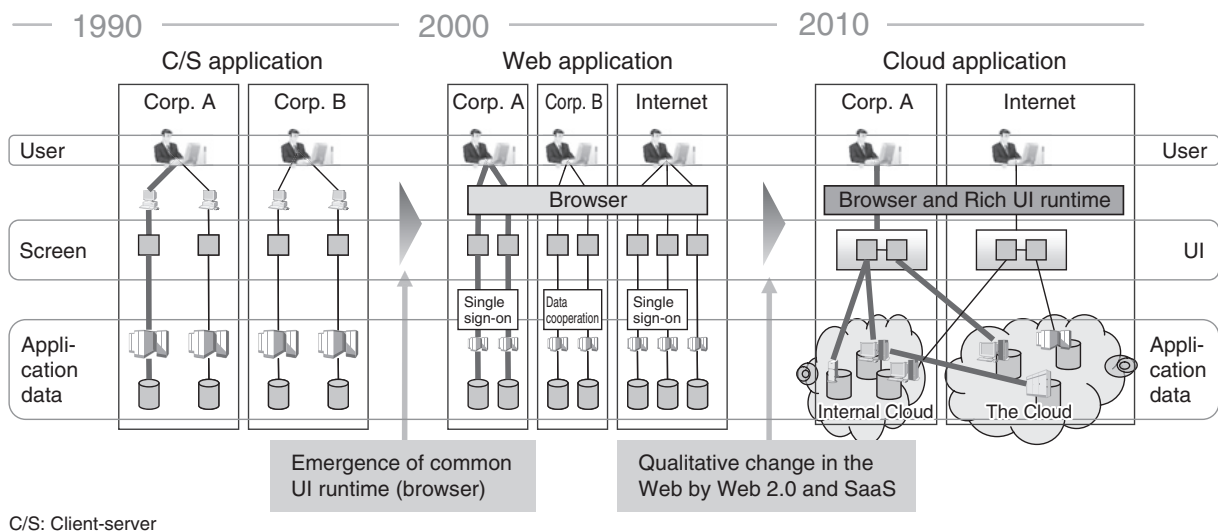 1990
2000
2010
C/S application
Web application
Cloud application
Corp. A
Corp. B
Corp. A
Corp. B
Internet
Corp. A
Internet
User
User
Browser
Browser and Rich UI runtime
Screen
UI
Single
sign-on
Data
cooperation
Single
sign-on
Appli-
cation
data
Appli-
cation
data
Internal Cloud
The Cloud
Emergence of common
UI runtime (browser)
Qualitative change in the
Web by Web 2.0 and SaaS
C/S: Client-server